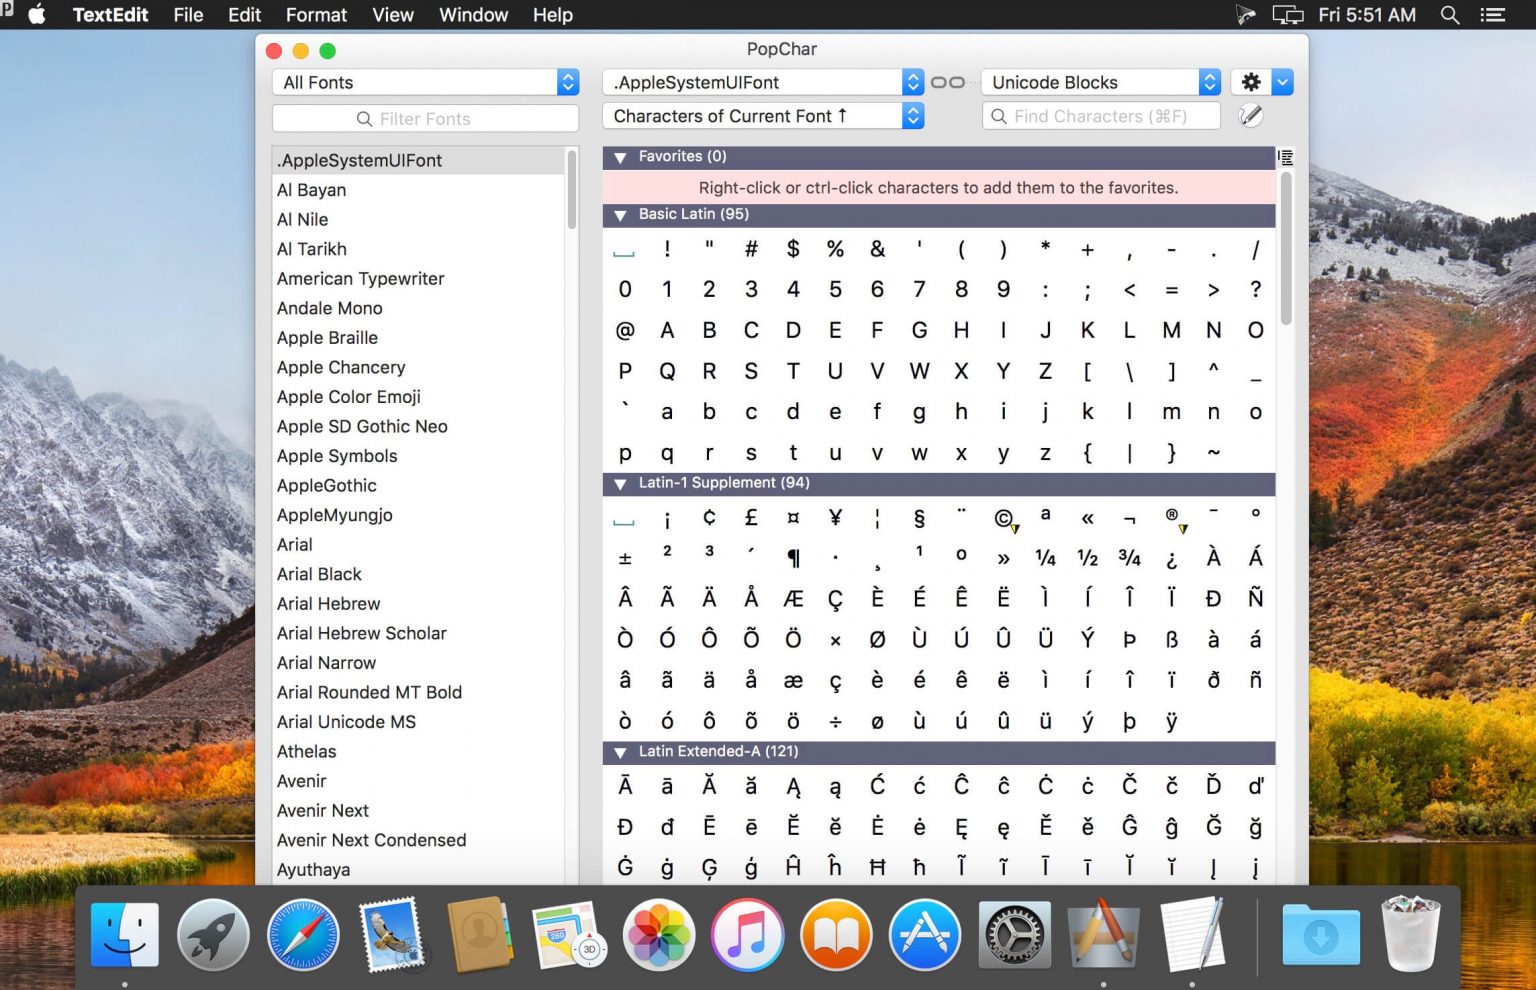 TextEdit File Edit Format View Window Help Fri 5:51 AM
PopChar
All Fonts .AppleSystemUIFont Unicode Blocks
Filter Fonts Characters of Current Font ↑ Find Characters (⌘F)
.AppleSystemUIFont
Al Bayan
Al Nile
Al Tarikh
American Typewriter
Andale Mono
Apple Braille
Apple Chancery
Apple Color Emoji
Apple SD Gothic Neo
Apple Symbols
AppleGothic
AppleMyungjo
Arial
Arial Black
Arial Hebrew
Arial Hebrew Scholar
Arial Narrow
Arial Rounded MT Bold
Arial Unicode MS
Athelas
Avenir
Avenir Next
Avenir Next Condensed
Ayuthaya
▼ Favorites (0)
Right-click or ctrl-click characters to add them to the favorites.
▼ Basic Latin (95)
! " # $ % & ' ( ) * + , - . /
0 1 2 3 4 5 6 7 8 9 : ; < = > ?
@ A B C D E F G H I J K L M N O
P Q R S T U V W X Y Z [ \ ] ^ _
` a b c d e f g h i j k l m n o
p q r s t u v w x y z { | } ~
▼ Latin-1 Supplement (94)
¡ ¢ £ ¤ ¥ ¦ § ¨ © ª « ¬ ® ¯ °
± ² ³ ´ ¶ · ¸ ¹ º » ¼ ½ ¾ ¿ À Á
Â Ã Ä Å Æ Ç È É Ê Ë Ì Í Î Ï Ð Ñ
Ò Ó Ô Õ Ö × Ø Ù Ú Û Ü Ý Þ ß à á
â ã ä å æ ç è é ê ë ì í î ï ð ñ
ò ó ô õ ö ÷ ø ù ú û ü ý þ ÿ
▼ Latin Extended-A (121)
Ā ā Ă ă Ą ą Ć ć Ĉ ĉ Ċ ċ Č č Ď ď
Đ đ Ē ē Ĕ ĕ Ė ė Ę ę Ě ě Ĝ ĝ Ğ ğ
Ġ ġ Ģ ģ Ĥ ĥ Ħ ħ Ĩ ĩ Ī ī Ĭ ĭ Į į
280
3D